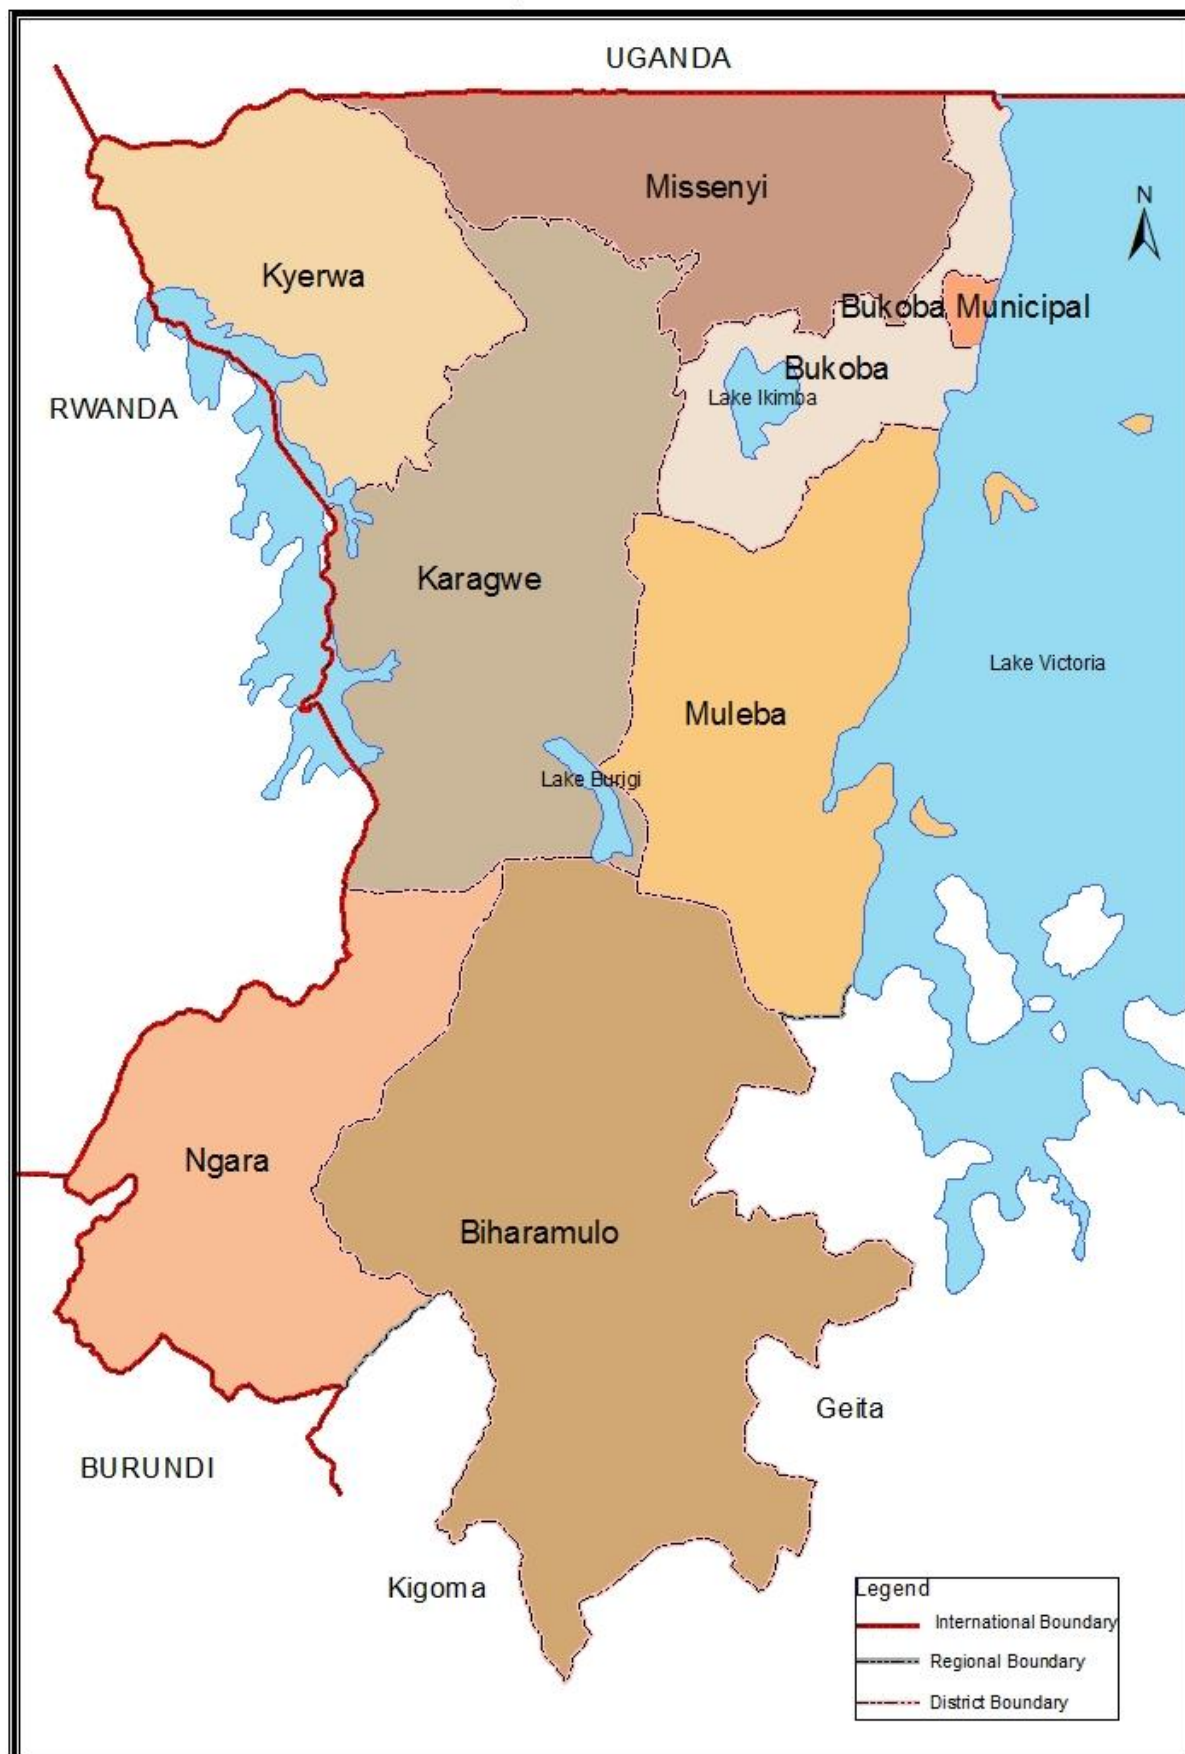 UGANDA
Missenyi
N
Kyerwa
Bukoba Municipal
Bukoba
Lake Ikimba
RWANDA
Karagwe
Lake Victoria
Muleba
Lake Burigi
Ngara
Biharamulo
Geita
BURUNDI
Kigoma
Legend
International Boundary
Regional Boundary
District Boundary